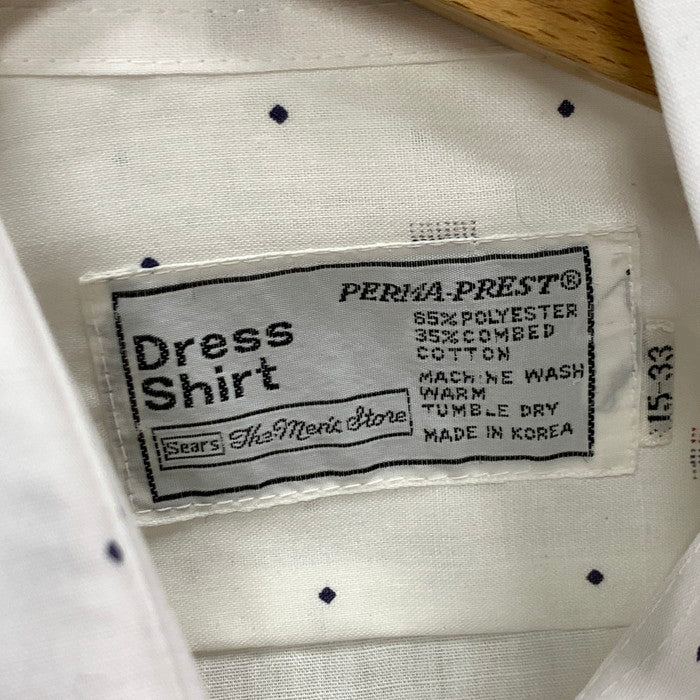 PERMA-PREST®
Dress
Shirt
Sears The Men's Store
65% POLYESTER
35% COMBED
COTTON
MACHINE WASH
WARM
TUMBLE DRY
MADE IN KOREA
15-33